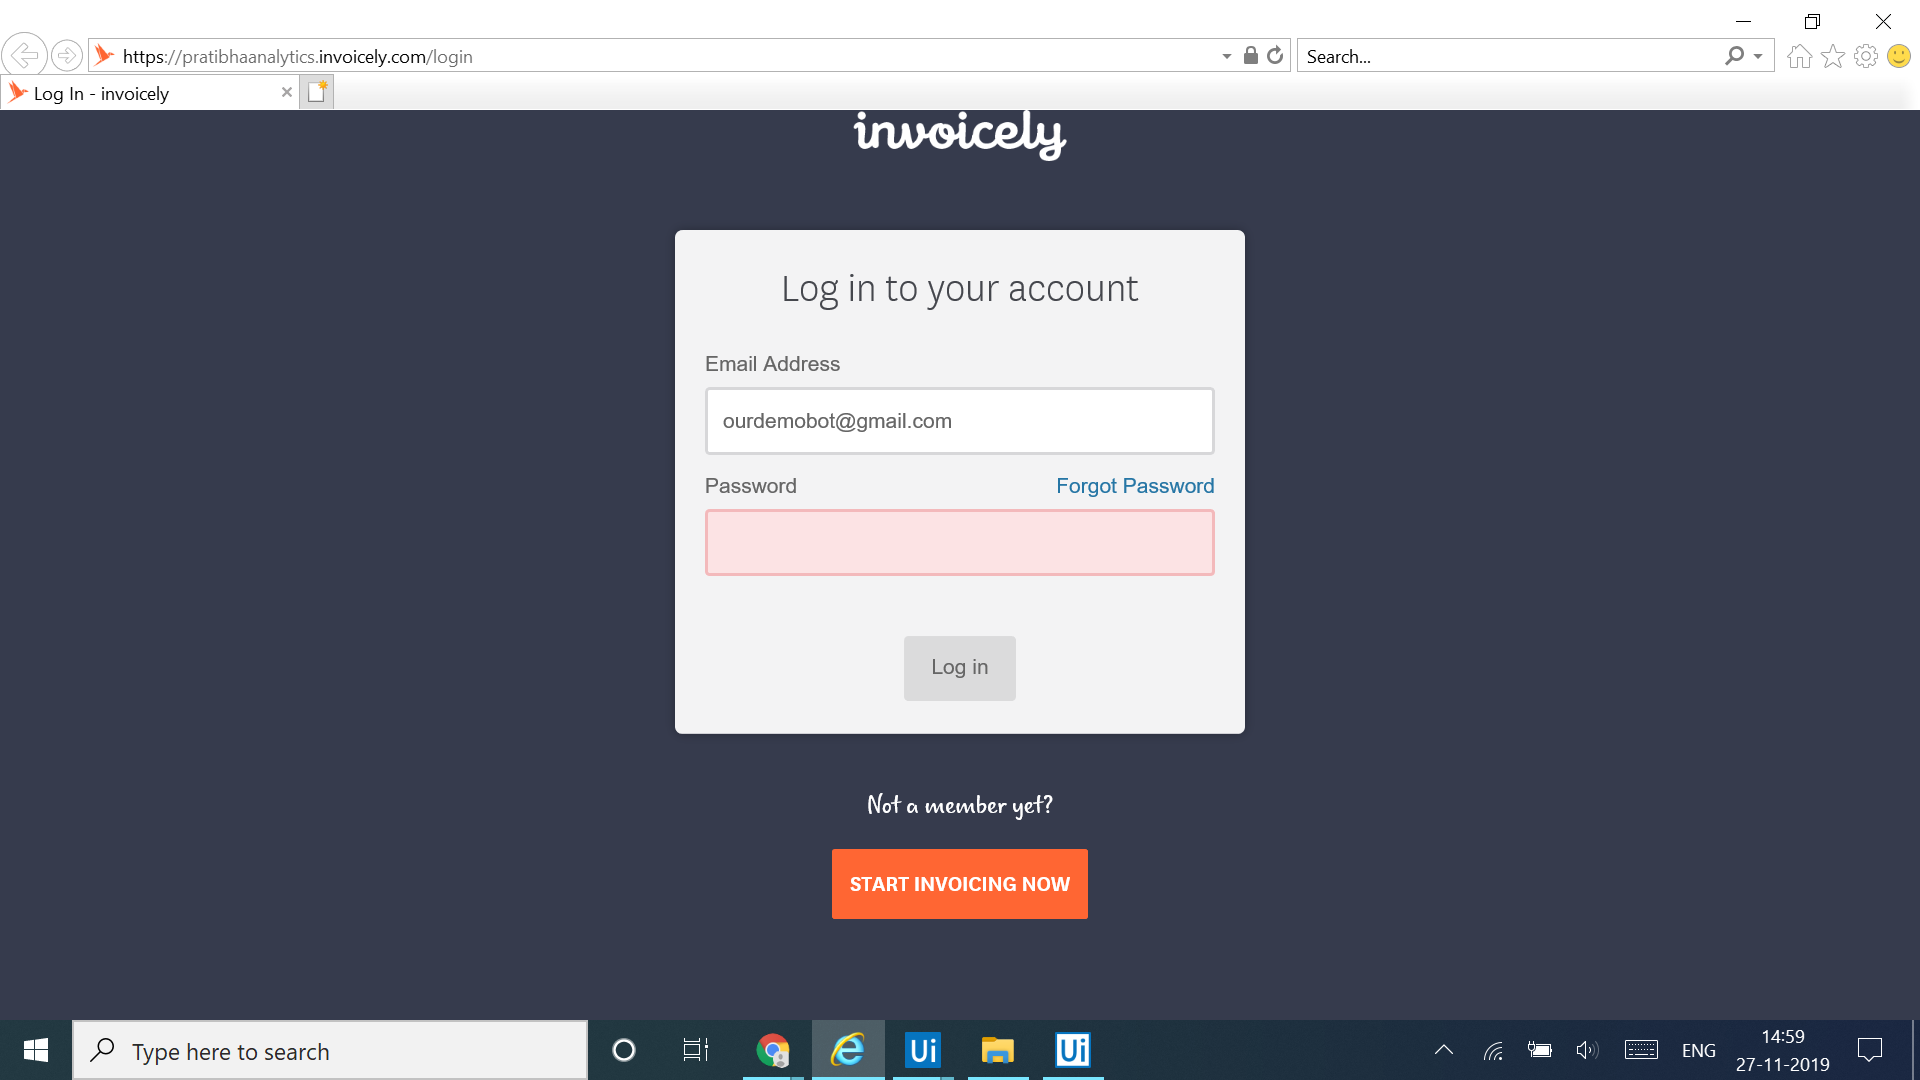 https://pratibhaanalytics.invoicely.com/login
Search...
Log In - invoicely
invoicely
Log in to your account
Email Address
ourdemobot@gmail.com
Password Forgot Password
Log in
Not a member yet?
START INVOICING NOW
Type here to search
Ui
Ui
ENG
14:59
27-11-2019